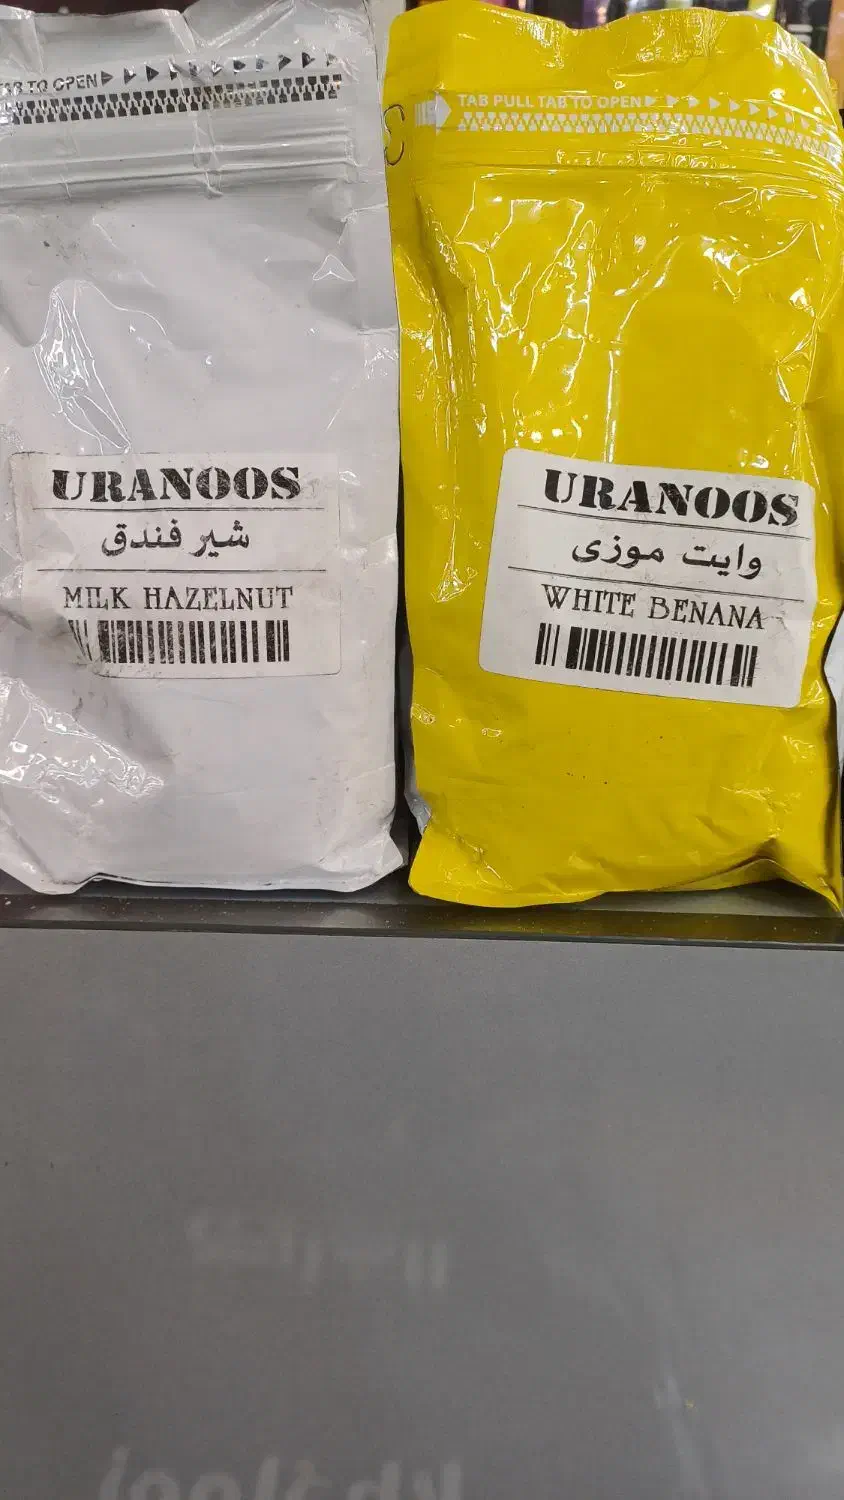 TAB TO OPEN
URANOOS
شیر فندق
MILK HAZELNUT
TAB PULL TAB TO OPEN
URANOOS
وایت موزی
WHITE BENANA